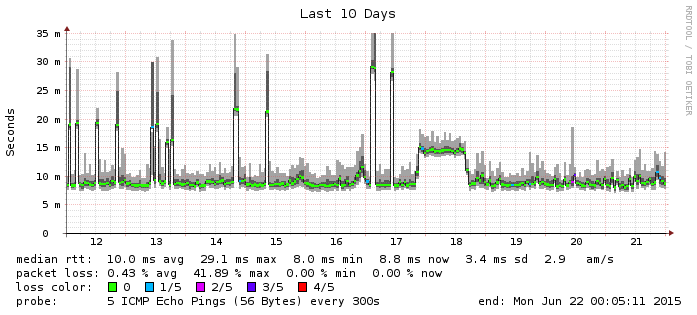 Last 10 Days
RRDTOOL / TOBI OETIKER
Seconds
35 m
30 m
25 m
20 m
15 m
10 m
5 m
0
12 13 14 15 16 17 18 19 20 21
median rtt: 10.0 ms avg 29.1 ms max 8.0 ms min 8.8 ms now 3.4 ms sd 2.9 am/s
packet loss: 0.43 % avg 41.89 % max 0.00 % min 0.00 % now
loss color: 0 1/5 2/5 3/5 4/5
probe: 5 ICMP Echo Pings (56 Bytes) every 300s end: Mon Jun 22 00:05:11 2015